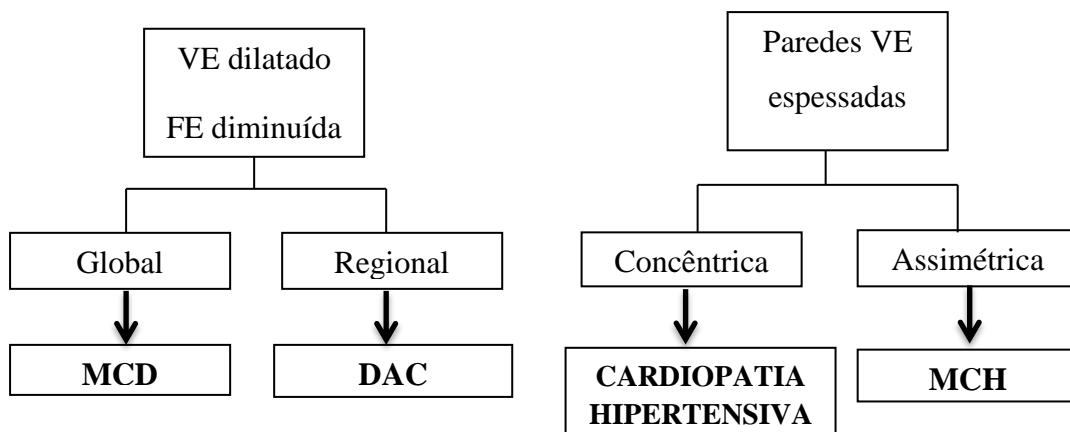 VE dilatado
FE diminuída
Global
Regional
MCD
DAC
Paredes VE
espessadas
Concêntrica
Assimétrica
CARDIOPATIA
HIPERTENSIVA
MCH